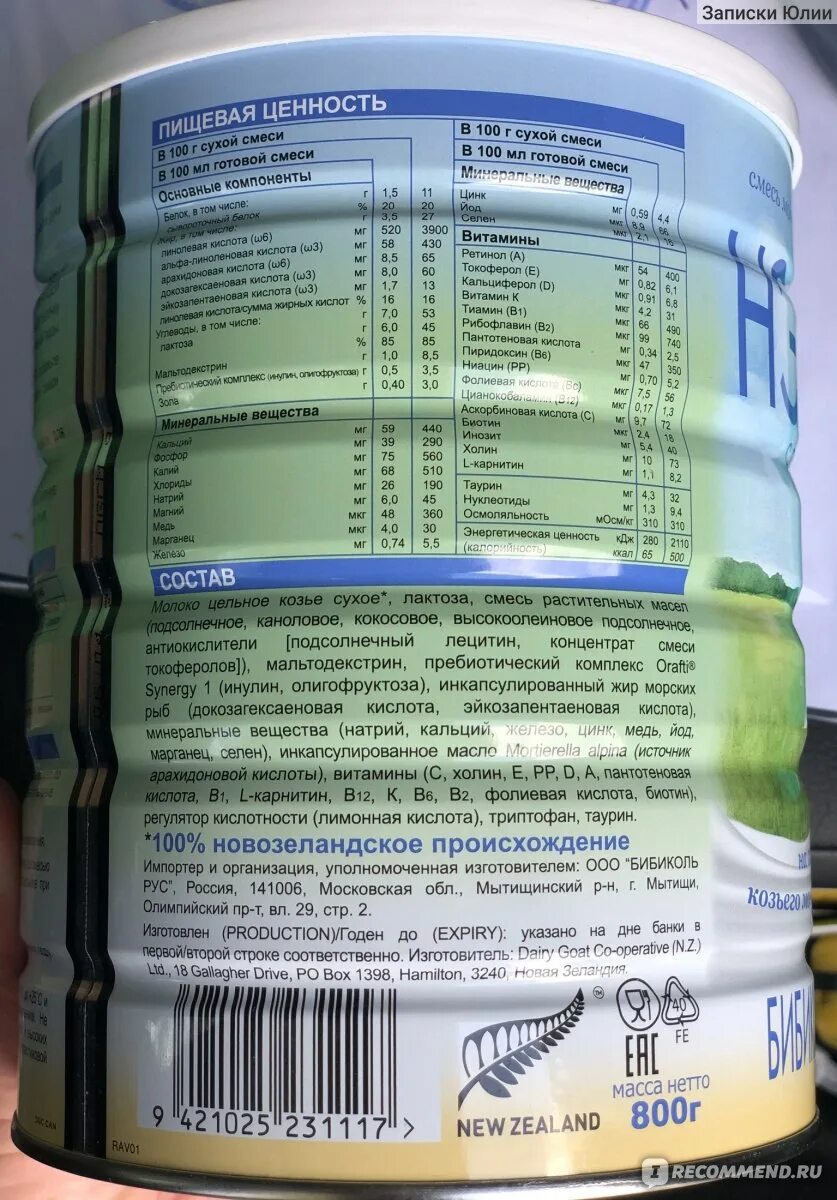 Записки Юлии
ПИЩЕВАЯ ЦЕННОСТЬ
В 100 г сухой смеси
В 100 мл готовой смеси
Основные компоненты
Белок, в том числе: г 1,5 11
сывороточный белок % 20 20
Жир, в том числе: г 3,5 27
линолевая кислота (ω6) мг 520 3900
альфа-линоленовая кислота (ω3) мг 58 430
арахидоновая кислота (ω6) мг 8,5 65
докозагексаеновая кислота (ω3) мг 8,0 60
эйкозапентаеновая кислота (ω3) мг 1,7 13
линолевая кислота/сумма жирных кислот % 16 16
Углеводы, в том числе: г 7,0 53
лактоза г 6,0 45
% 85 85
Мальтодекстрин г 1,0 8,5
Пребиотический комплекс (инулин, олигофруктоза) г 0,5 3,5
Зола г 0,40 3,0
Минеральные вещества
Кальций мг 59 440
Фосфор мг 39 290
Калий мг 75 560
Хлориды мг 68 510
Натрий мг 26 190
Магний мг 6,0 45
Медь мкг 48 360
Марганец мкг 4,0 30
Железо мг 0,74 5,5
В 100 г сухой смеси
В 100 мл готовой смеси
Минеральные вещества
Цинк мг 0,59 4,4
Йод мкг 8,9 66
Селен мкг 2,1 16
Витамины
Ретинол (А) мкг 54 400
Токоферол (Е) мг 0,82 6,1
Кальциферол (D) мкг 0,91 6,8
Витамин К мкг 4,2 31
Тиамин (В1) мкг 66 490
Рибофлавин (В2) мкг 99 740
Пантотеновая кислота мг 0,34 2,5
Пиридоксин (В6) мкг 47 350
Ниацин (РР) мг 0,70 5,2
Фолиевая кислота (Вс) мкг 7,5 56
Цианокобаламин (В12) мкг 0,17 1,3
Аскорбиновая кислота (С) мг 9,7 72
Биотин мкг 2,4 18
Инозит мг 5,4 40
Холин мг 10 73
L-карнитин мг 1,1 8,2
Таурин мг 4,3 32
Нуклеотиды мг 1,3 9,4
Осмоляльность мОсм/кг 310 310
Энергетическая ценность кДж 280 2110
(калорийность) ккал 65 500
СОСТАВ
Молоко цельное козье сухое*, лактоза, смесь растительных масел
(подсолнечное, каноловое, кокосовое, высокоолеиновое подсолнечное,
антиокислители [подсолнечный лецитин, концентрат смеси
токоферолов]), мальтодекстрин, пребиотический комплекс Orafti®
Synergy 1 (инулин, олигофруктоза), инкапсулированный жир морских
рыб (докозагексаеновая кислота, эйкозапентаеновая кислота),
минеральные вещества (натрий, кальций, железо, цинк, медь, йод,
марганец, селен), инкапсулированное масло Mortierella alpina (источник
арахидоновой кислоты), витамины (С, холин, Е, РР, D, А, пантотеновая
кислота, В1, L-карнитин, В12, К, В6, В2, фолиевая кислота, биотин),
регулятор кислотности (лимонная кислота), триптофан, таурин.
*100% новозеландское происхождение
Импортер и организация, уполномоченная изготовителем: ООО "БИБИКОЛЬ
РУС", Россия, 141006, Московская обл., Мытищинский р-н, г. Мытищи,
Олимпийский пр-т, вл. 29, стр. 2.
Изготовлен (PRODUCTION)/Годен до (EXPIRY): указано на дне банки в
первой/второй строке соответственно. Изготовитель: Dairy Goat Co-operative (N.Z.)
Ltd., 18 Gallagher Drive, PO Box 1398, Hamilton, 3240, Новая Зеландия.
9 421025 231117 >
RAV01
TM
NEW ZEALAND
40
FE
EAC
масса нетто
800г
смесь
НЭ
козьего
БИБИ
IRECOMMEND.RU